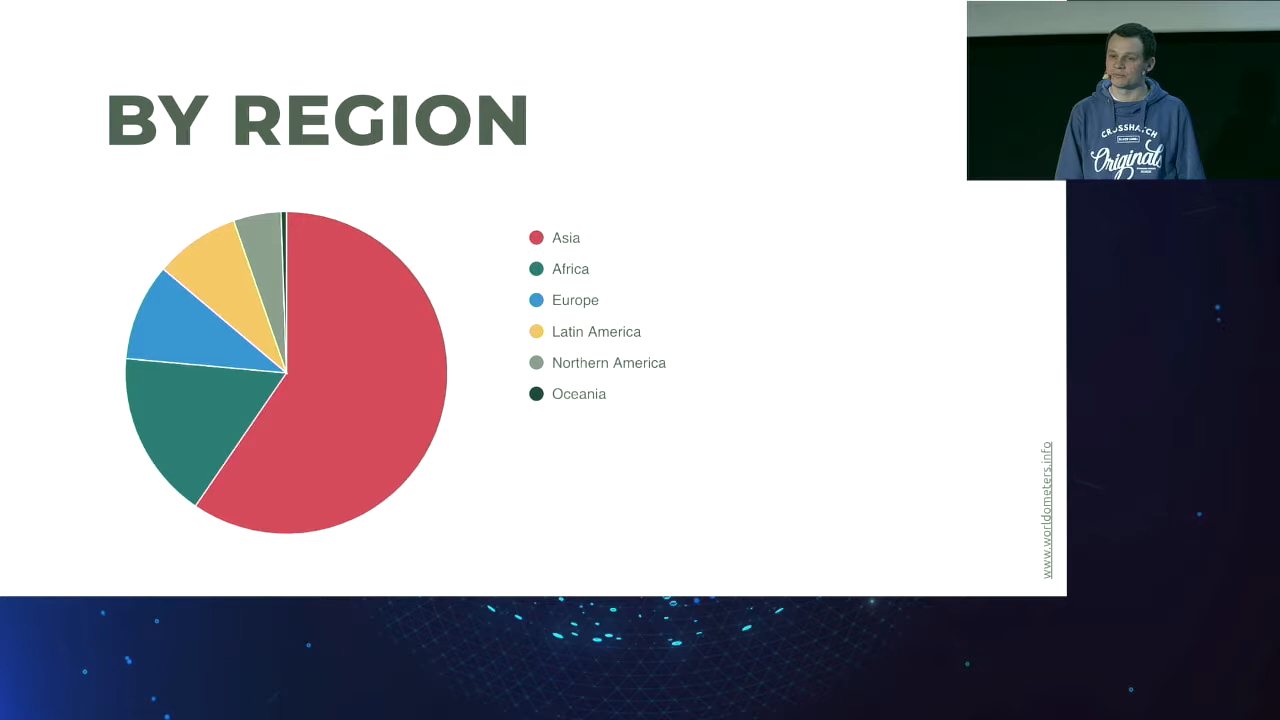 BY REGION
Asia
Africa
Europe
Latin America
Northern America
Oceania
www.worldometers.info
CROSSHATCH
Originals